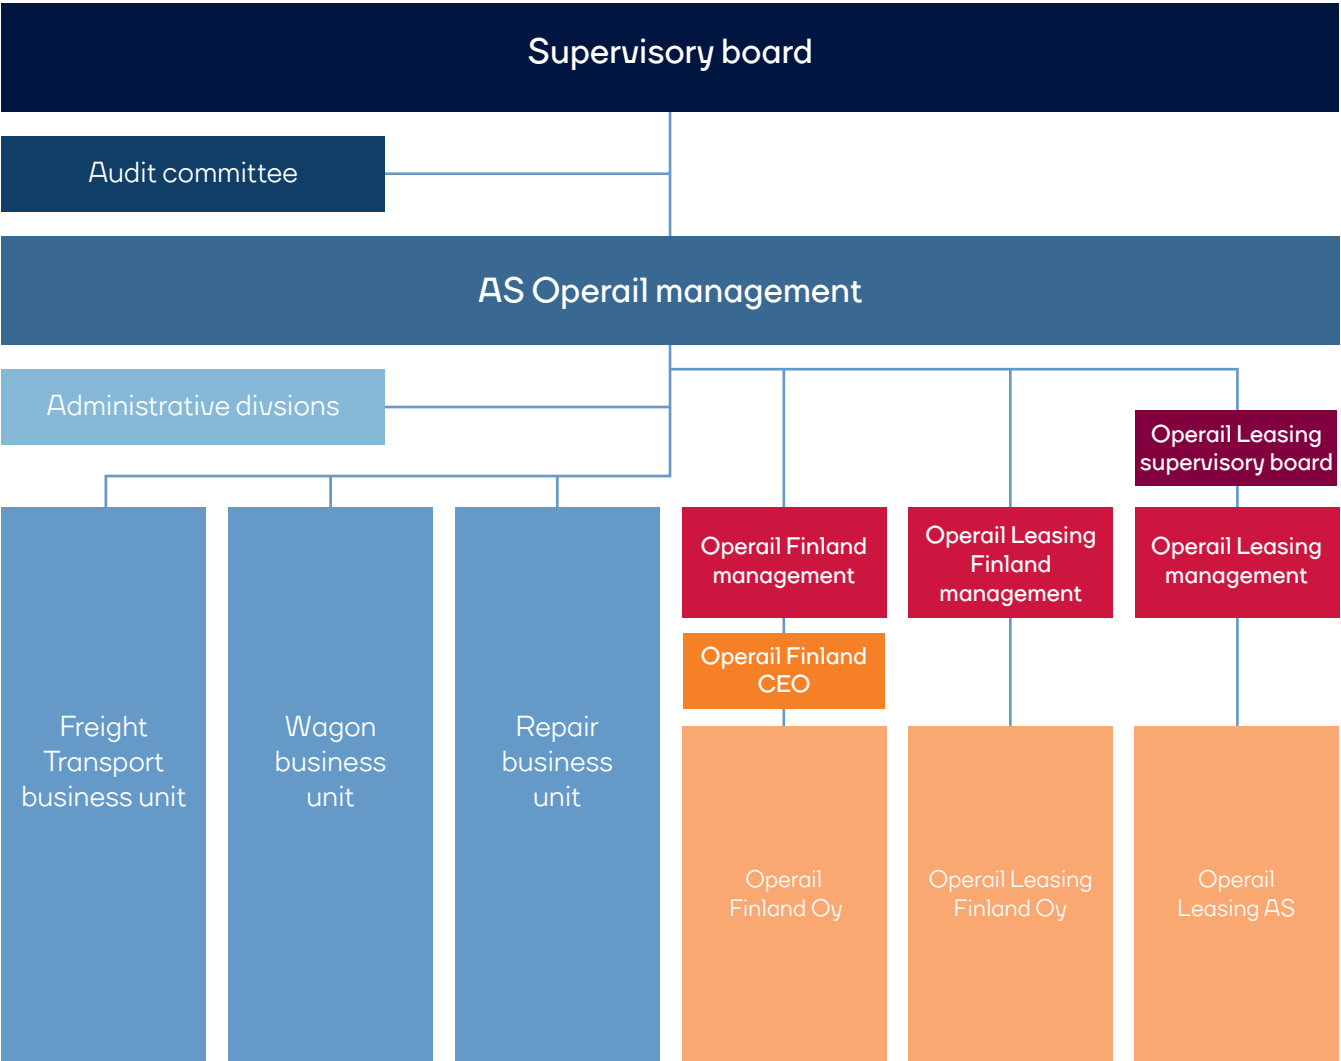 Supervisory board
Audit committee
AS Operail management
Administrative divsions
Operail Leasing
supervisory board
Operail Finland
management
Operail Leasing
Finland
management
Operail Leasing
management
Operail Finland
CEO
Freight
Transport
business unit
Wagon
business
unit
Repair
business
unit
Operail
Finland Oy
Operail Leasing
Finland Oy
Operail
Leasing AS